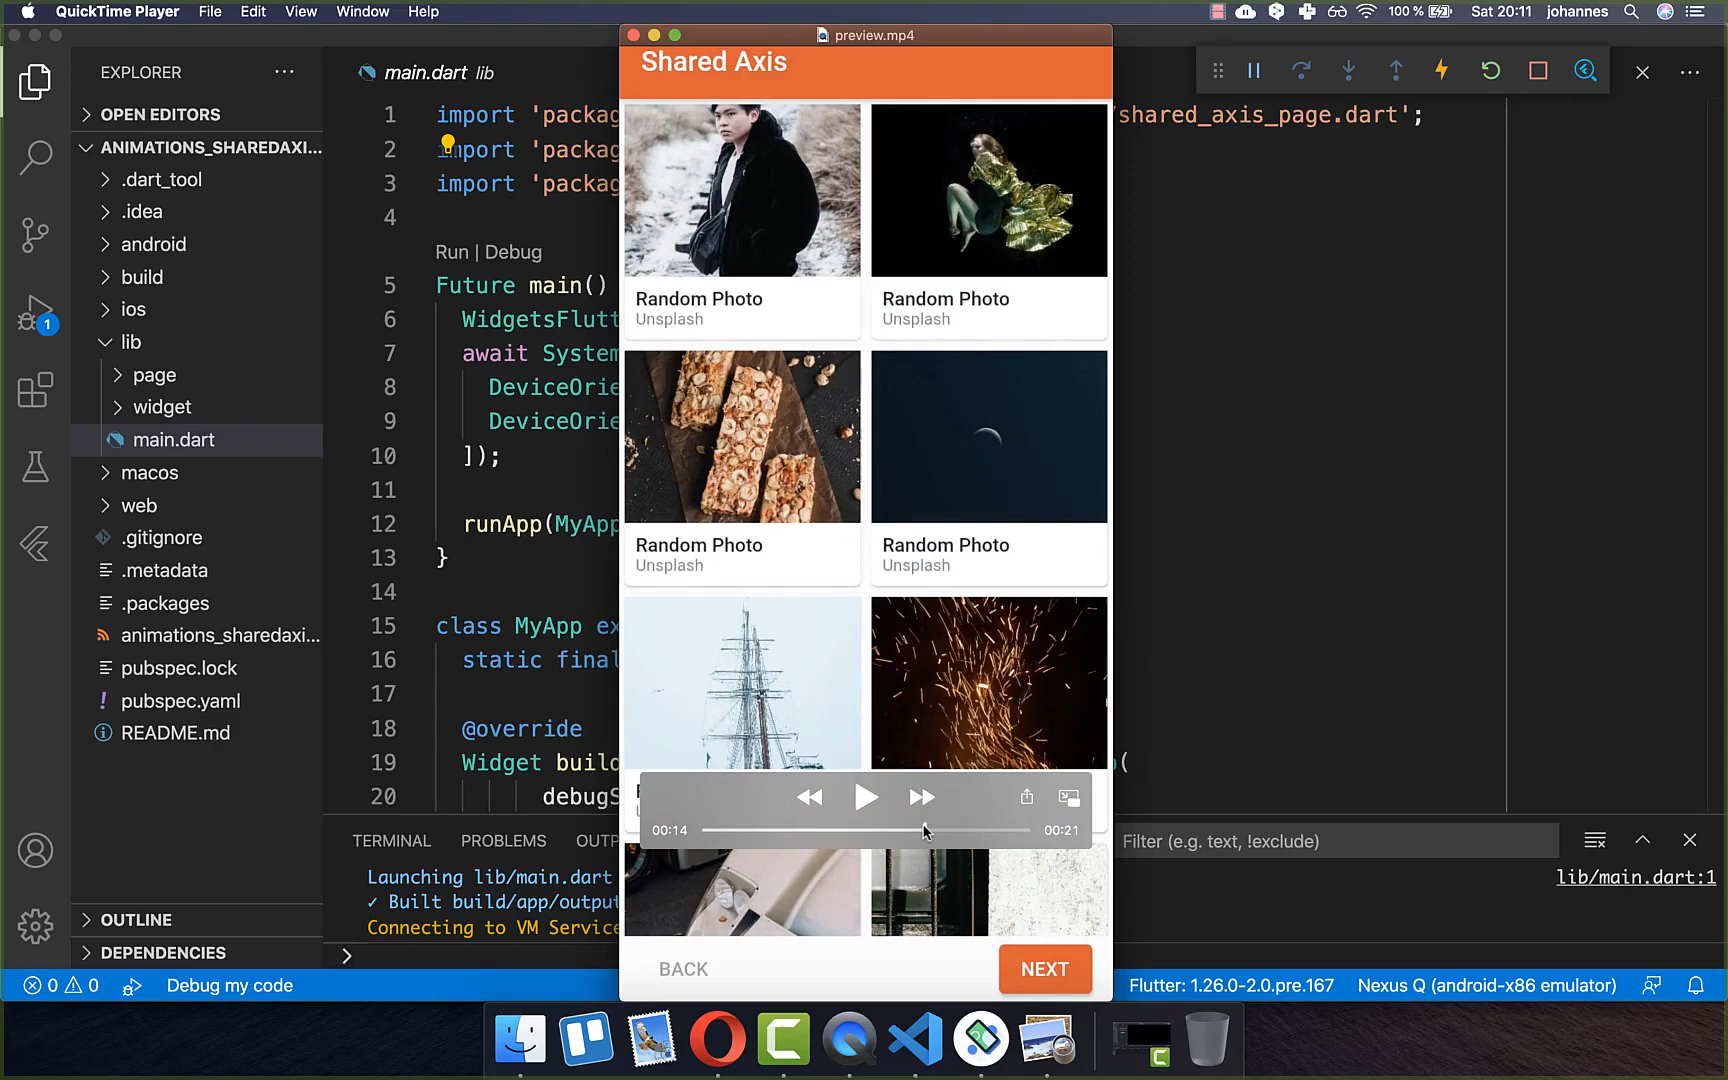 QuickTime Player File Edit View Window Help
100 % Sat 20:11 johannes
preview.mp4
EXPLORER
main.dart lib
OPEN EDITORS
ANIMATIONS_SHAREDAXI...
.dart_tool
.idea
android
build
ios
lib
page
widget
main.dart
macos
web
.gitignore
.metadata
.packages
animations_sharedaxi...
pubspec.lock
pubspec.yaml
README.md
OUTLINE
DEPENDENCIES
1
1 import 'packag
/shared_axis_page.dart';
2 import 'packag
3 import 'packag
4
Run | Debug
5 Future main()
6 WidgetsFlutt
7 await System
8 DeviceOrie
9 DeviceOrie
10 ]);
11
12 runApp(MyApp
13 }
14
15 class MyApp ex
16 static final
17
18 @override
19 Widget build
(
20 debugS
Shared Axis
Random Photo
Unsplash
Random Photo
Unsplash
Random Photo
Unsplash
Random Photo
Unsplash
00:14
00:21
BACK
NEXT
TERMINAL PROBLEMS OUTP
Filter (e.g. text, !exclude)
Launching lib/main.dart
lib/main.dart:1
✓ Built build/app/outpu
Connecting to VM Service
0 0 Debug my code
Flutter: 1.26.0-2.0.pre.167 Nexus Q (android-x86 emulator)